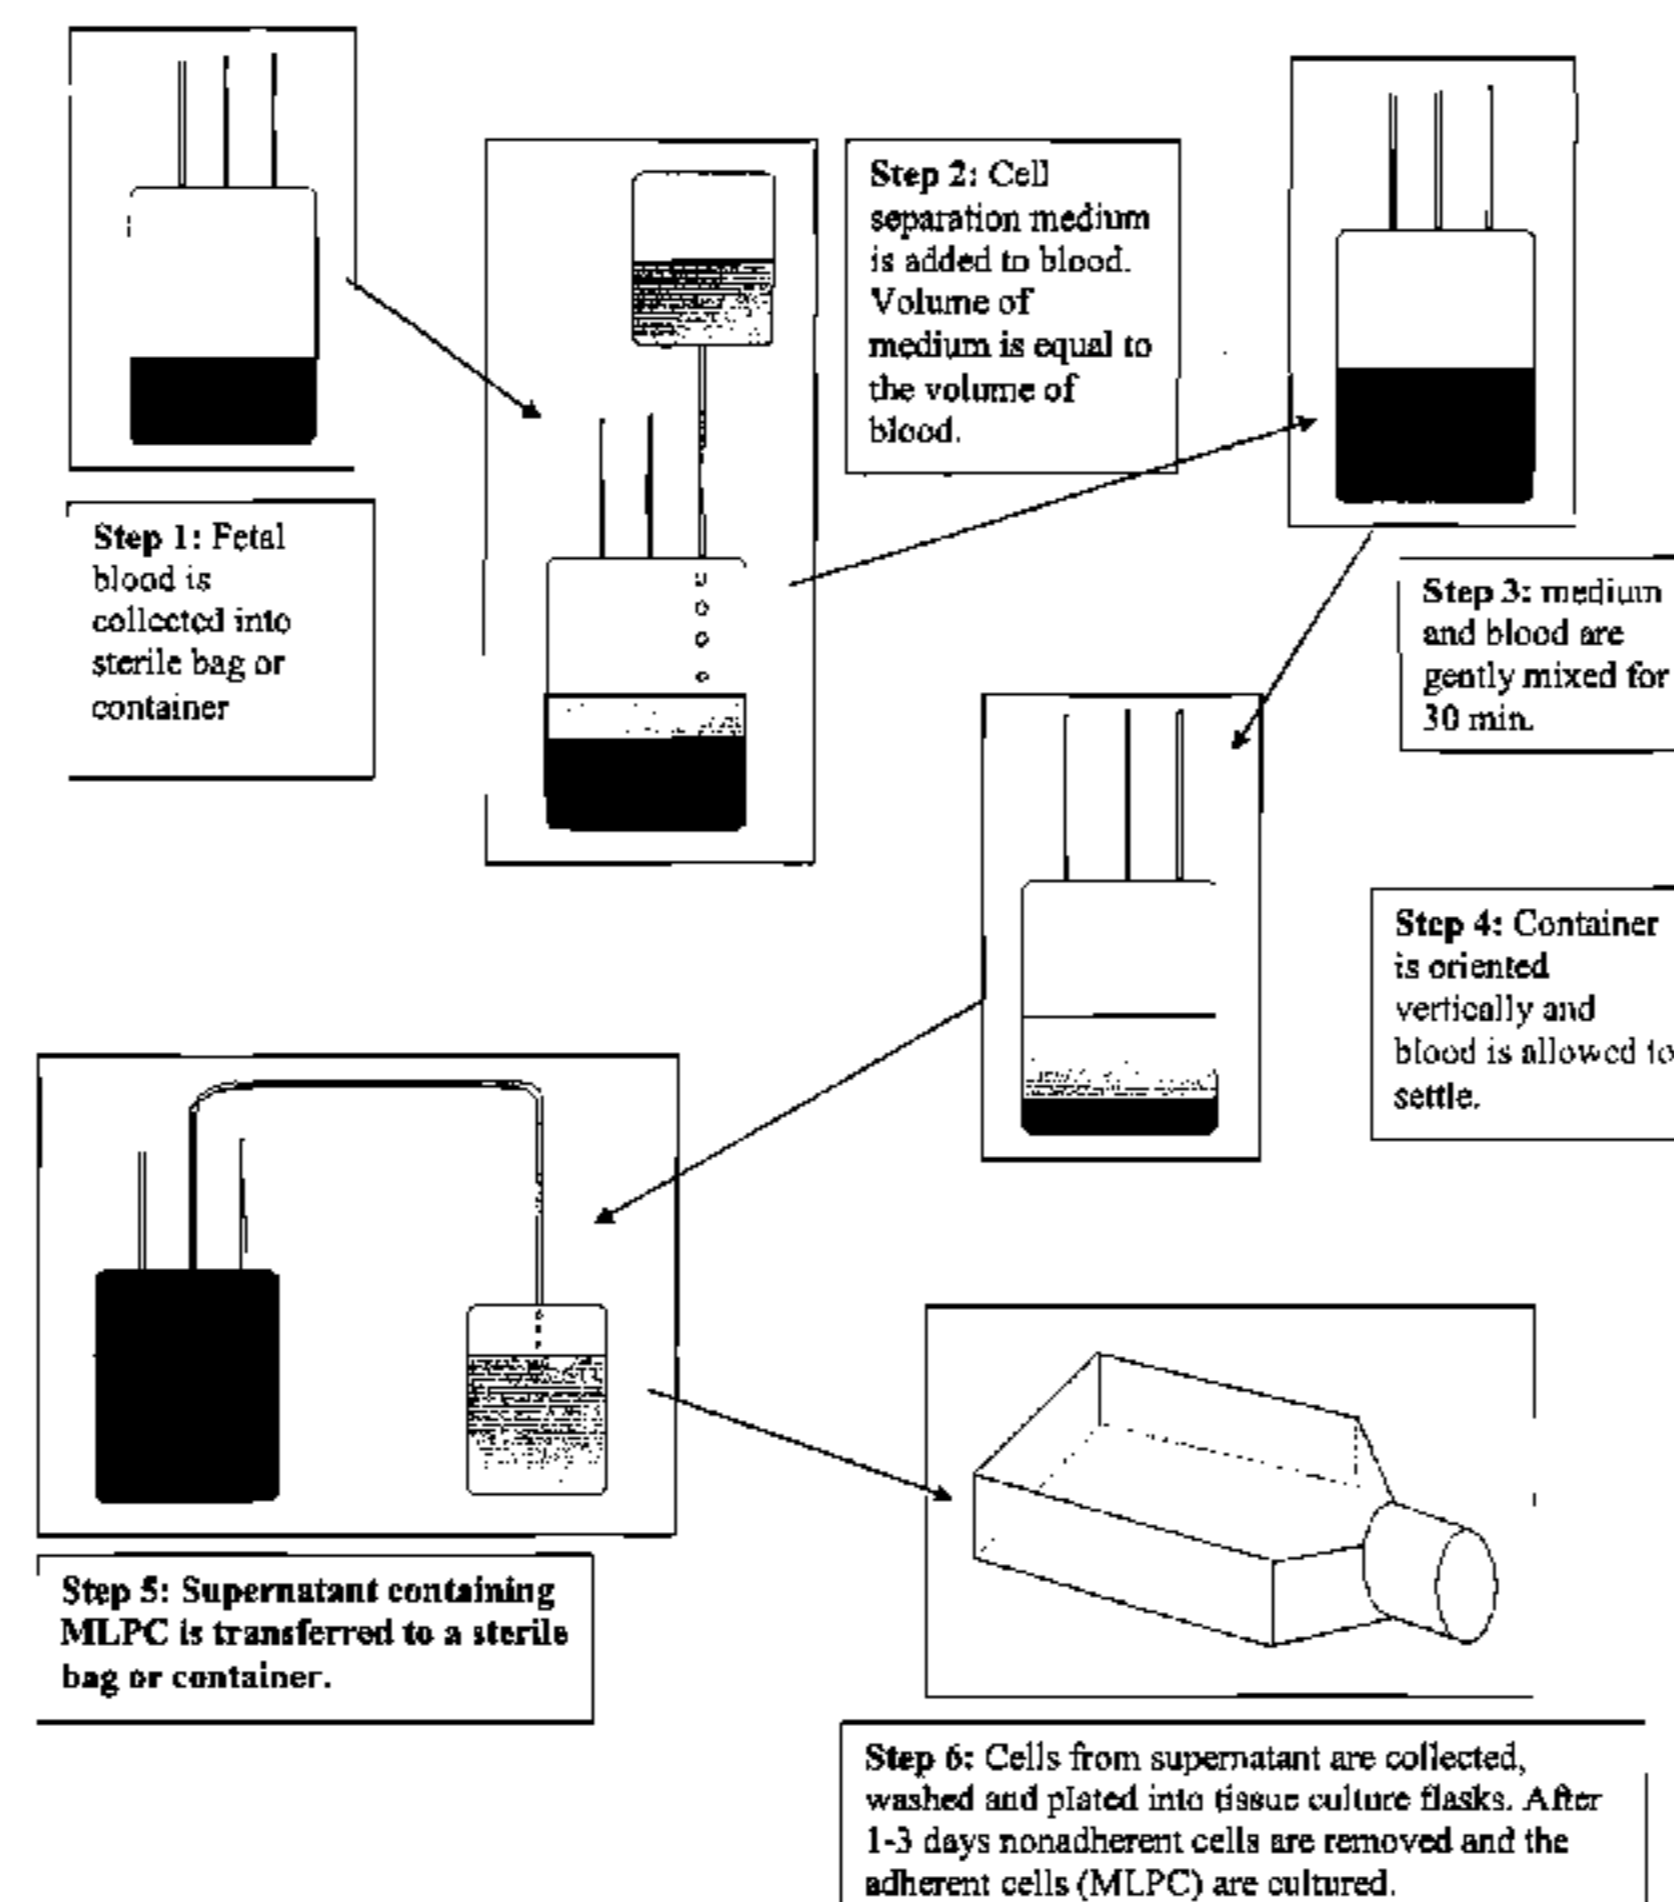 Step 1: Fetal
blood is
collected into
sterile bag or
container
Step 2: Cell
separation medium
is added to blood.
Volume of
medium is equal to
the volume of
blood.
Step 3: medium
and blood are
gently mixed for
30 min.
Step 4: Container
is oriented
vertically and
blood is allowed to
settle.
Step 5: Supernatant containing
MLPC is transferred to a sterile
bag or container.
Step 6: Cells from supernatant are collected,
washed and plated into tissue culture flasks. After
1-3 days nonadherent cells are removed and the
adherent cells (MLPC) are cultured.